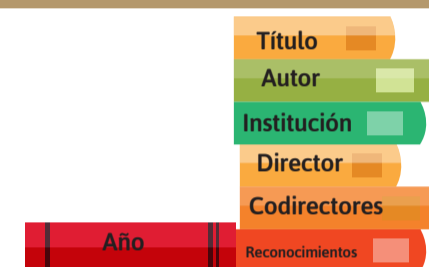 Título
Autor
Institución
Director
Codirectores
Año
Reconocimientos